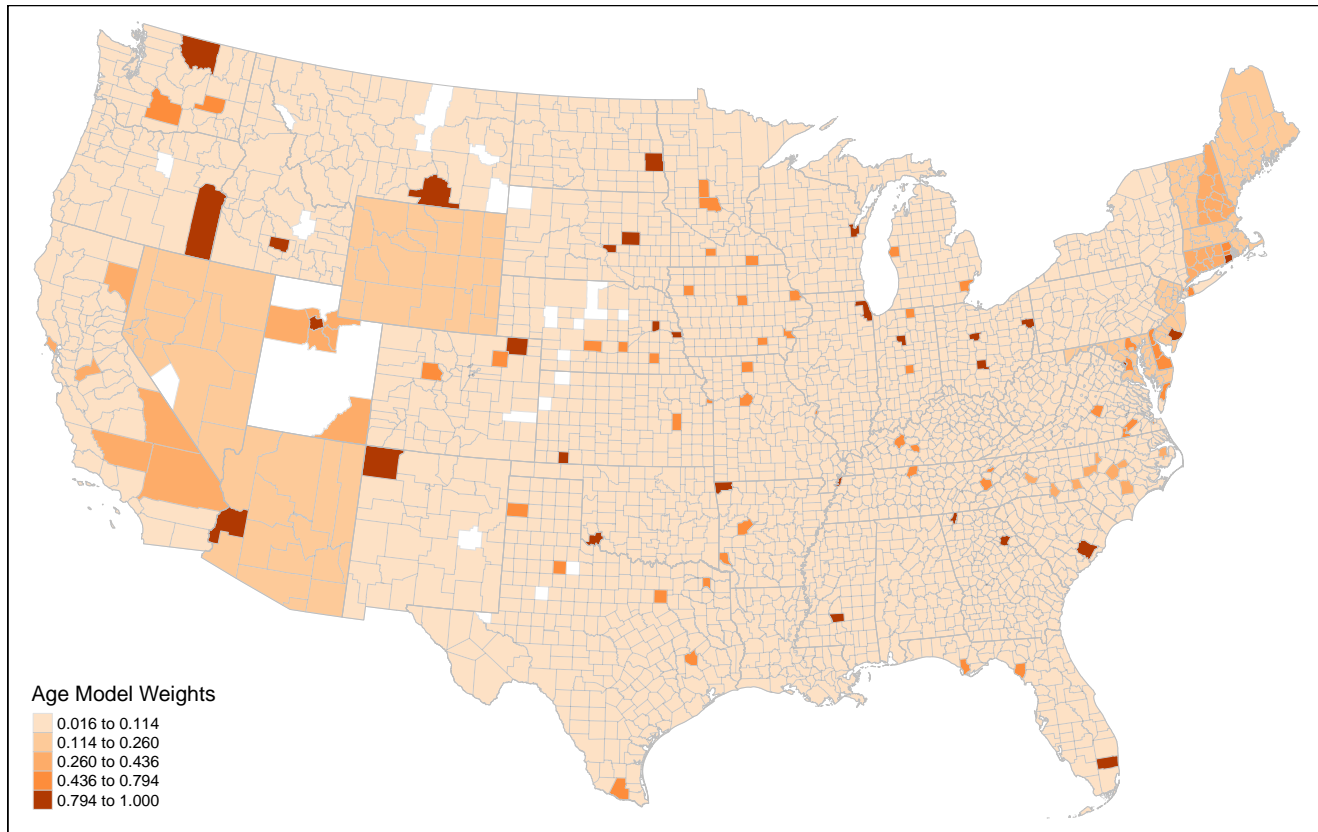 Age Model Weights
0.016 to 0.114
0.114 to 0.260
0.260 to 0.436
0.436 to 0.794
0.794 to 1.000